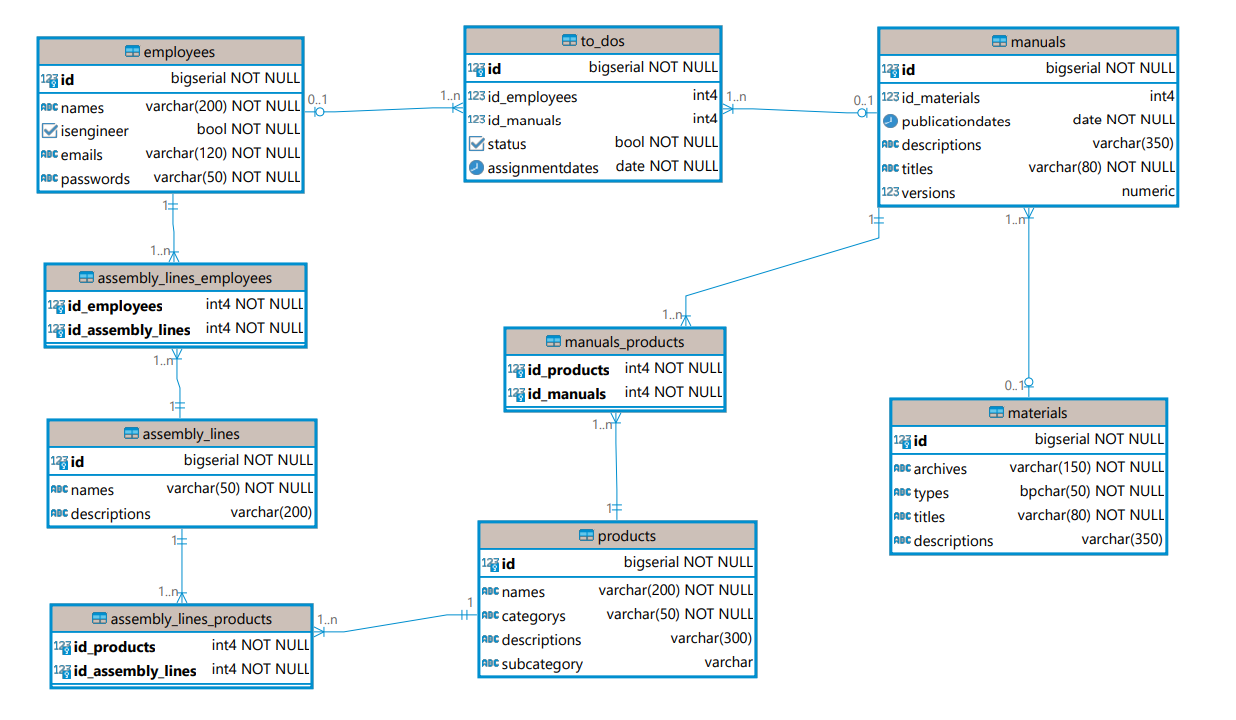 employees
123 id bigserial NOT NULL
ABC names varchar(200) NOT NULL
isengineer bool NOT NULL
ABC emails varchar(120) NOT NULL
ABC passwords varchar(50) NOT NULL
0..1
1..n
to_dos
123 id bigserial NOT NULL
123 id_employees int4
123 id_manuals int4
status bool NOT NULL
assignmentdates date NOT NULL
1..n
0..1
manuals
123 id bigserial NOT NULL
123 id_materials int4
publicationdates date NOT NULL
ABC descriptions varchar(350)
ABC titles varchar(80) NOT NULL
123 versions numeric
1
1..n
assembly_lines_employees
123 id_employees int4 NOT NULL
123 id_assembly_lines int4 NOT NULL
1..n
1
assembly_lines
123 id bigserial NOT NULL
ABC names varchar(50) NOT NULL
ABC descriptions varchar(200)
1
1..n
assembly_lines_products
123 id_products int4 NOT NULL
123 id_assembly_lines int4 NOT NULL
1..n
1
1
1..n
manuals_products
123 id_products int4 NOT NULL
123 id_manuals int4 NOT NULL
1..n
1
products
123 id bigserial NOT NULL
ABC names varchar(200) NOT NULL
ABC categorys varchar(50) NOT NULL
ABC descriptions varchar(300)
ABC subcategory varchar
1..n
0..1
materials
123 id bigserial NOT NULL
ABC archives varchar(150) NOT NULL
ABC types bpchar(50) NOT NULL
ABC titles varchar(80) NOT NULL
ABC descriptions varchar(350)